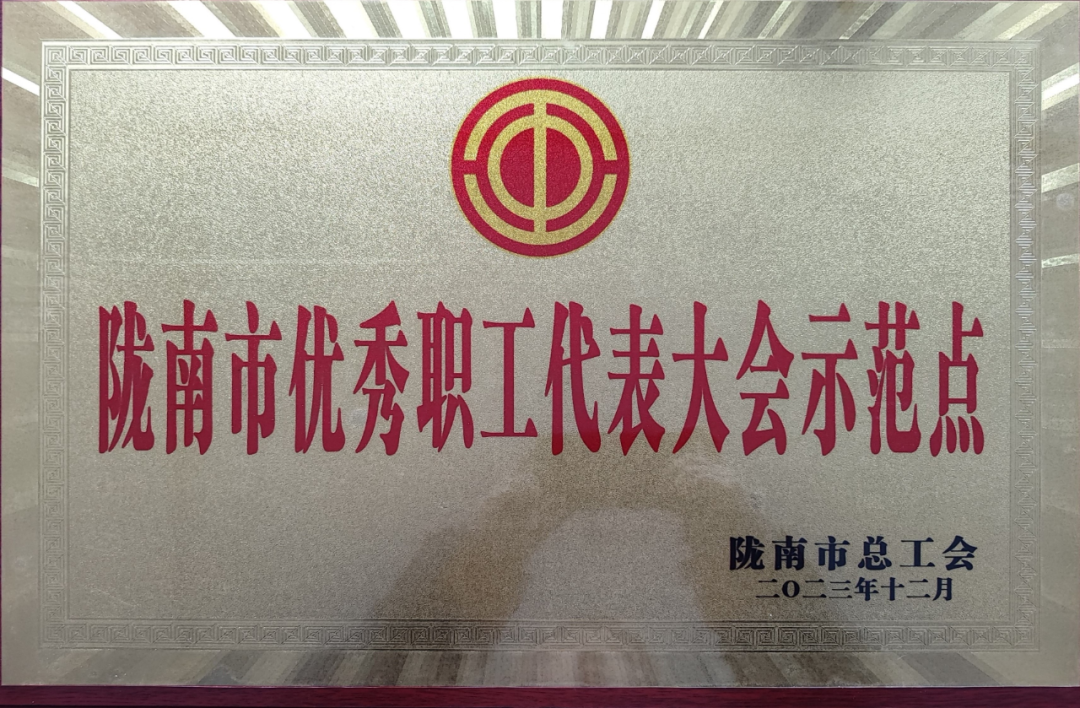 陇南市优秀职工代表大会示范点
陇南市总工会
二〇二三年十二月